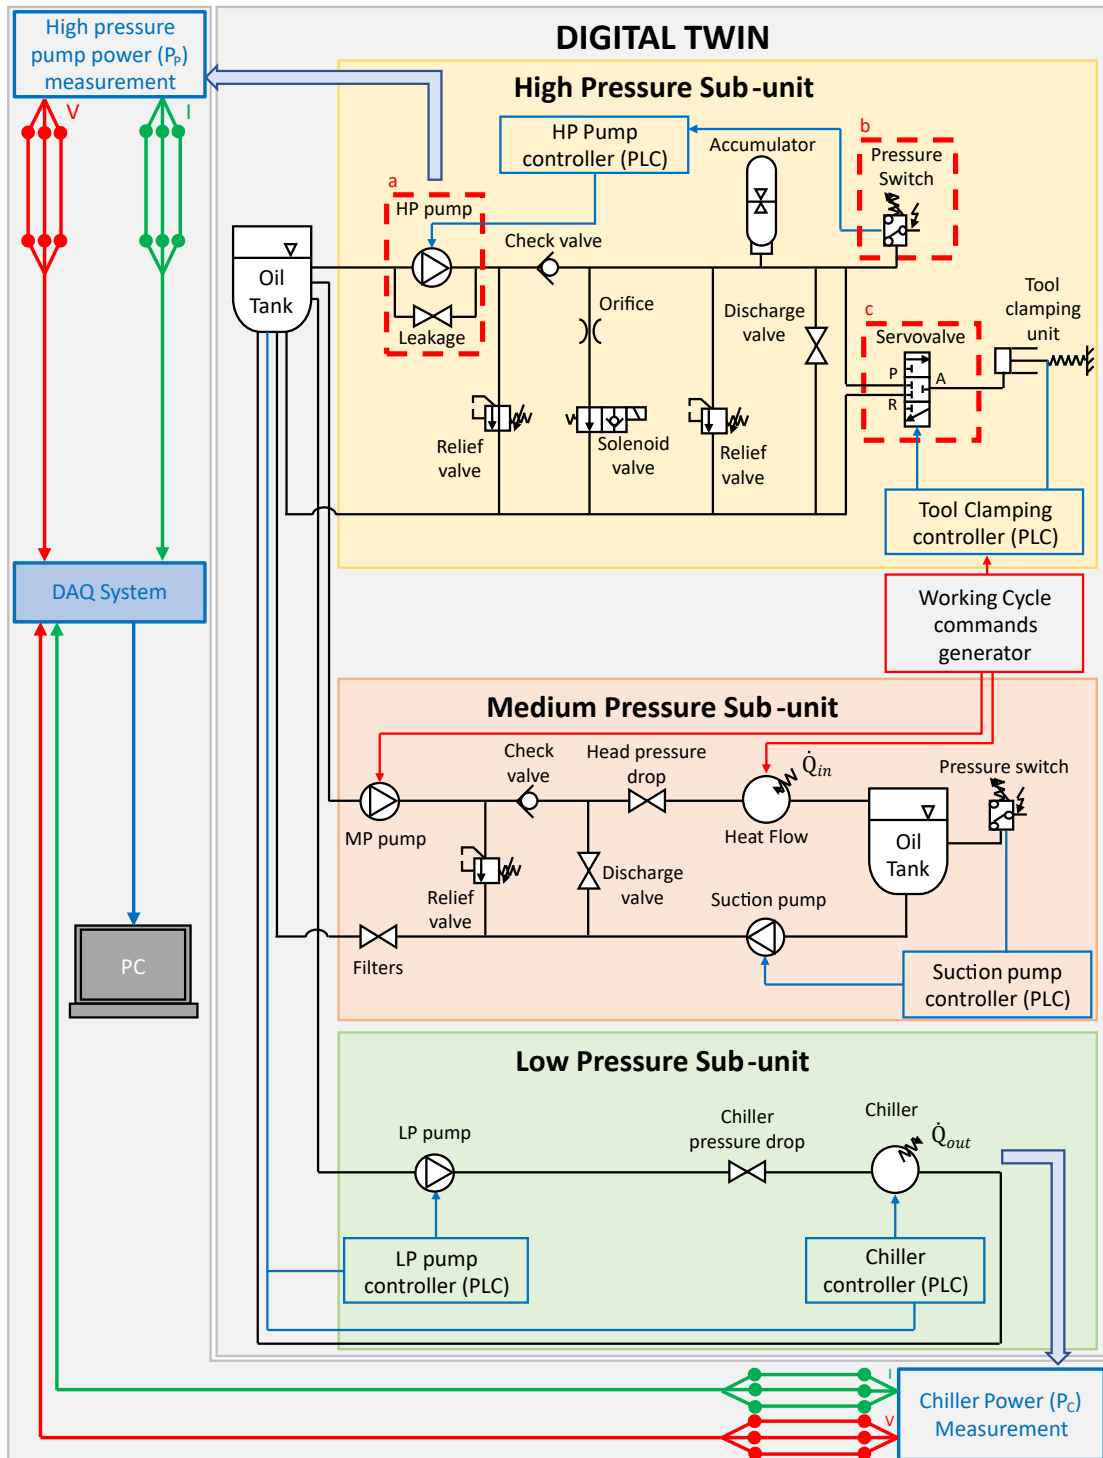 High pressure
pump power (PP)
measurement
V
I
DAQ System
PC
DIGITAL TWIN
High Pressure Sub-unit
HP Pump
controller (PLC)
Accumulator
b
Pressure
Switch
a
HP pump
Check valve
Oil
Tank
Leakage
Orifice
Discharge
valve
Tool
clamping
unit
c
Servovalve
P
A
R
Relief
valve
Solenoid
valve
Relief
valve
Tool Clamping
controller (PLC)
Working Cycle
commands
generator
Medium Pressure Sub-unit
Check
valve
Head pressure
drop
Q̇in
Pressure switch
MP pump
Heat Flow
Oil
Tank
Relief
valve
Discharge
valve
Suction pump
Filters
Suction pump
controller (PLC)
Low Pressure Sub-unit
LP pump
Chiller
pressure drop
Chiller
Q̇out
LP pump
controller (PLC)
Chiller
controller (PLC)
I
V
Chiller Power (PC)
Measurement